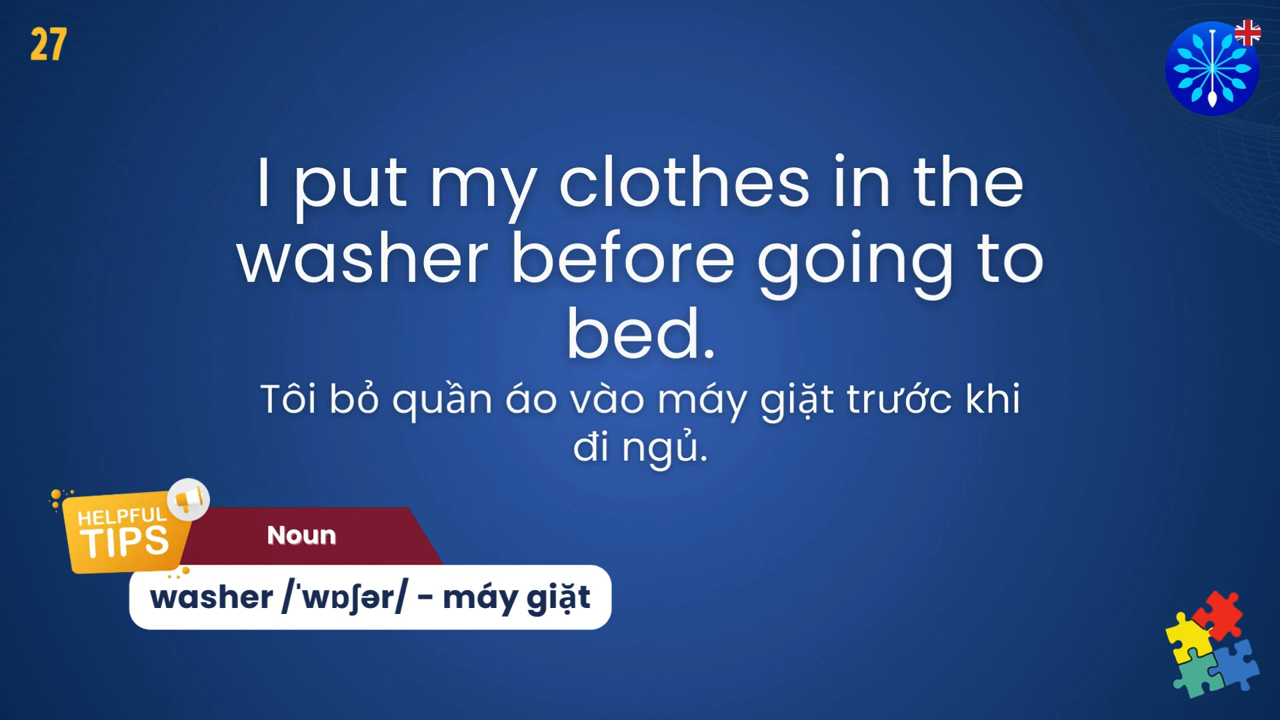 27
I put my clothes in the
washer before going to
bed.
Tôi bỏ quần áo vào máy giặt trước khi
đi ngủ.
HELPFUL
TIPS
Noun
washer /ˈwɒʃər/ - máy giặt